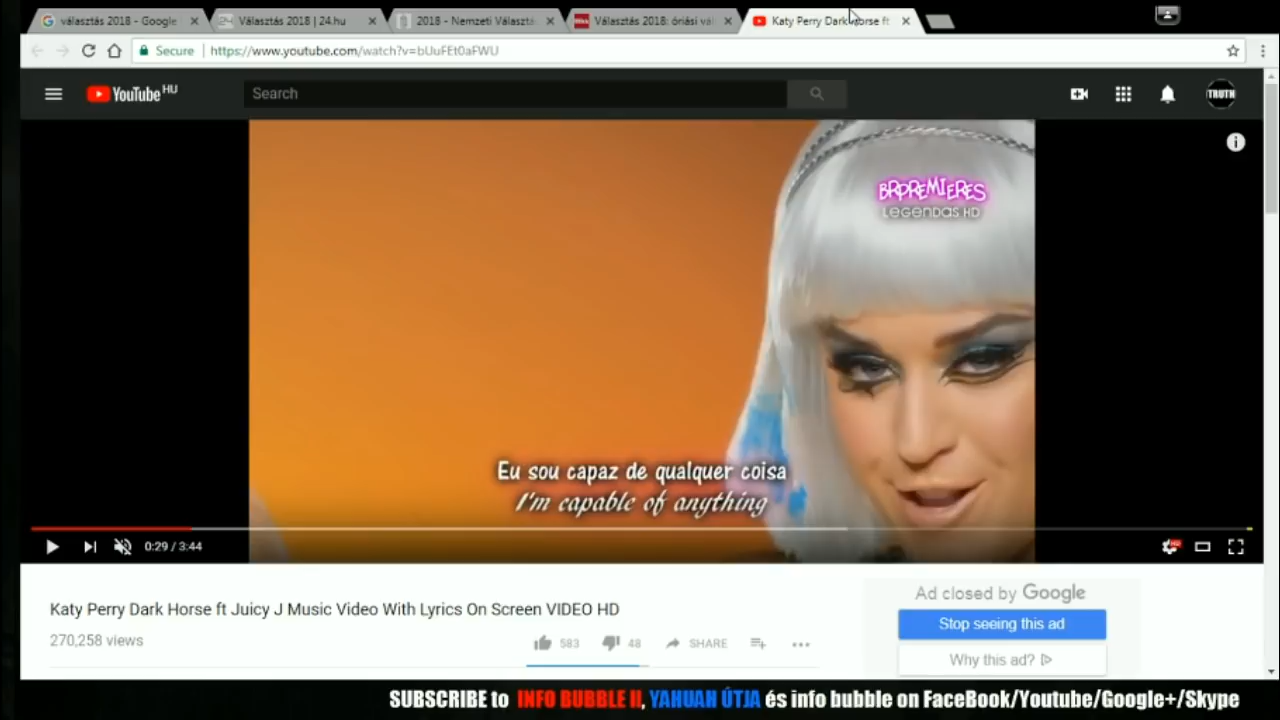 választás 2018 - Google
Választás 2018 | 24.hu
2018 - Nemzeti Választá
Választás 2018: óriási vál
Katy Perry Dark Horse ft
Secure
https://www.youtube.com/watch?v=bUuFEt0aFWU
YouTube HU
Search
TRUTH
BRPREMIERES
LEGENDAS HD
Eu sou capaz de qualquer coisa
I'm capable of anything
0:29 / 3:44
HD
Katy Perry Dark Horse ft Juicy J Music Video With Lyrics On Screen VIDEO HD
270,258 views
583
48
SHARE
Ad closed by Google
Stop seeing this ad
Why this ad?
SUBSCRIBE to INFO BUBBLE II, YAHUAH ÚTJA és info bubble on FaceBook/Youtube/Google+/Skype